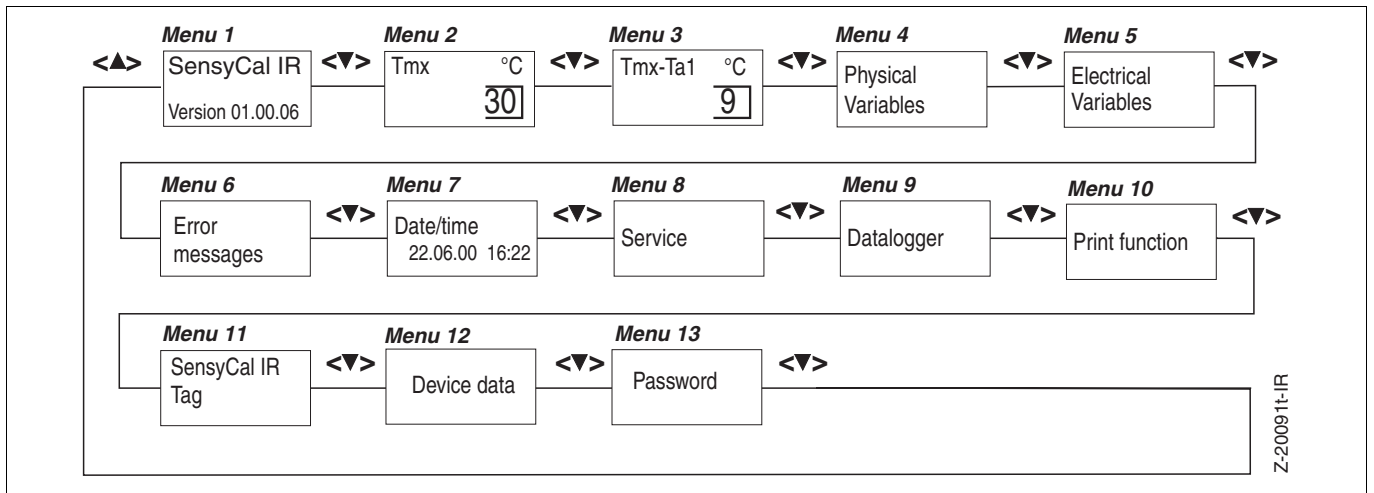 Menu 1
<▲>
SensyCal IR
Version 01.00.06
<▼>
Menu 2
Tmx °C
30
<▼>
Menu 3
Tmx-Ta1 °C
9
<▼>
Menu 4
Physical
Variables
<▼>
Menu 5
Electrical
Variables
<▼>
Menu 6
Error
messages
<▼>
Menu 7
Date/time
22.06.00 16:22
<▼>
Menu 8
Service
<▼>
Menu 9
Datalogger
<▼>
Menu 10
Print function
<▼>
Menu 11
SensyCal IR
Tag
<▼>
Menu 12
Device data
<▼>
Menu 13
Password
<▼>
Z-20091t-IR